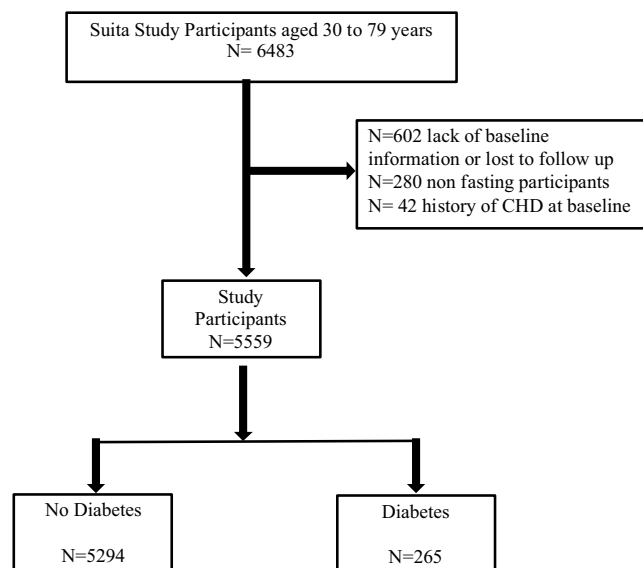 Suita Study Participants aged 30 to 79 years
N= 6483
N=602 lack of baseline
information or lost to follow up
N=280 non fasting participants
N= 42 history of CHD at baseline
Study
Participants
N=5559
No Diabetes
N=5294
Diabetes
N=265